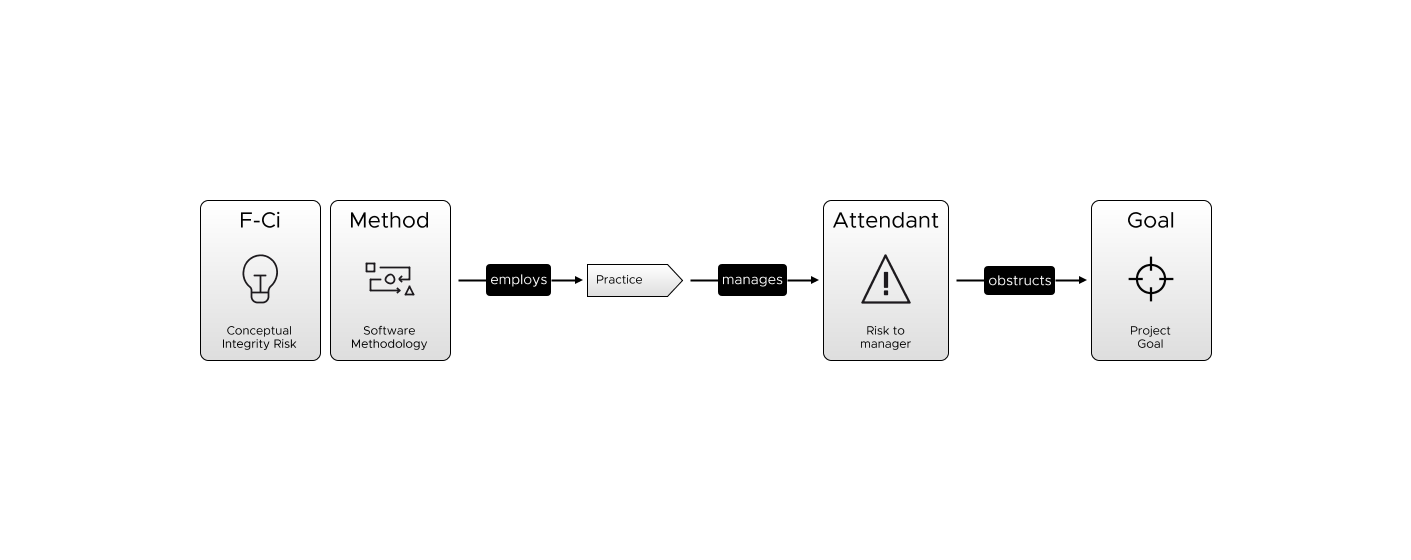 F-Ci
Conceptual
Integrity Risk
Method
Software
Methodology
employs
Practice
manages
Attendant
Risk to
manager
obstructs
Goal
Project
Goal